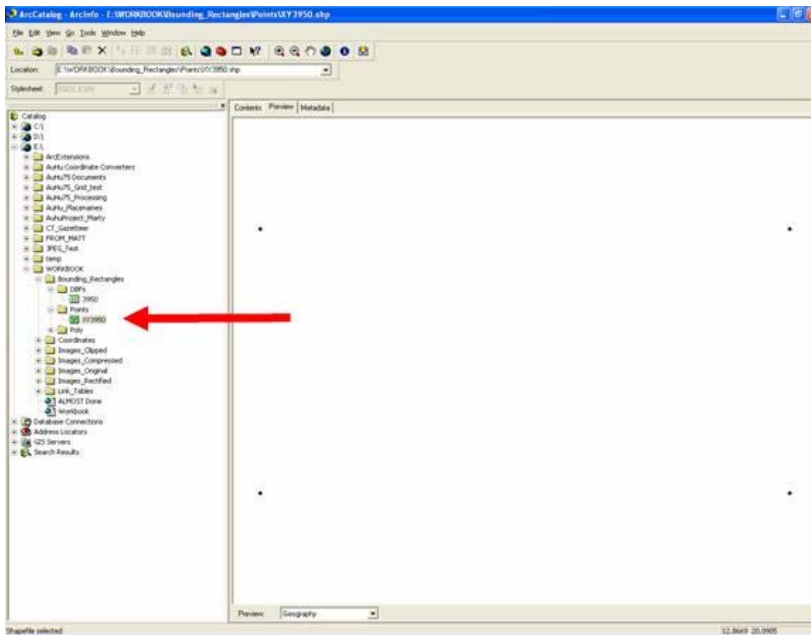 ArcCatalog - ArcInfo - E:\WORKBOOK\Bounding_Rectangles\Points\XY3950.shp
File Edit View Go Tools Window Help
Location: E:\WORKBOOK\Bounding_Rectangles\Points\XY3950.shp
Stylesheet: FGDC ESRI
Contents Preview Metadata
Catalog
C:\
D:\
E:\
ArcExtensions
AuHu Coordinate Converters
AuHu75 Documents
AuHu75_Grid_test
AuHu75_Processing
AuHu_Placenames
AuhuProject_Marty
CT_Gazetteer
FROM_MATT
JPEG_Test
temp
WORKBOOK
Bounding_Rectangles
DBFs
3950
Points
XY3950
Poly
Coordinates
Images_Clipped
Images_Compressed
Images_Original
Images_Rectified
Link_Tables
ALMOST Done
Workbook
Database Connections
Address Locators
GIS Servers
Search Results
Preview: Geography
Shapefile selected
12.8669 20.0905